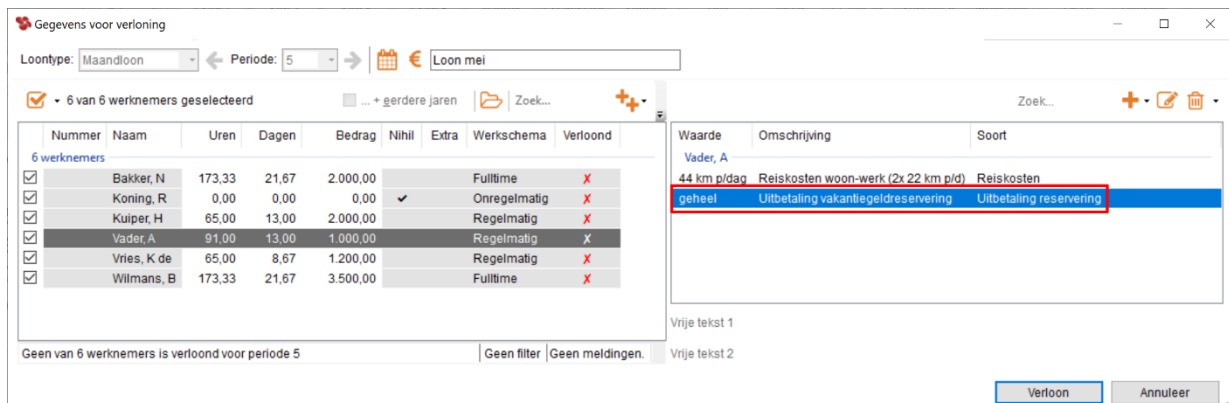 Gegevens voor verloning
Loontype: Maandloon Periode: 5 € Loon mei
6 van 6 werknemers geselecteerd ... + eerdere jaren Zoek...
Nummer Naam Uren Dagen Bedrag Nihil Extra Werkschema Verloond
6 werknemers
Bakker, N 173,33 21,67 2.000,00 Fulltime ✗
Koning, R 0,00 0,00 0,00 ✔ Onregelmatig ✗
Kuiper, H 65,00 13,00 2.000,00 Regelmatig ✗
Vader, A 91,00 13,00 1.000,00 Regelmatig ✗
Vries, K de 65,00 8,67 1.200,00 Regelmatig ✗
Wilmans, B 173,33 21,67 3.500,00 Fulltime ✗
Geen van 6 werknemers is verloond voor periode 5 Geen filter Geen meldingen.
Zoek...
Waarde Omschrijving Soort
Vader, A
44 km p/dag Reiskosten woon-werk (2x 22 km p/d) Reiskosten
geheel Uitbetaling vakantiegeldreservering Uitbetaling reservering
Vrije tekst 1
Vrije tekst 2
Verloon Annuleer